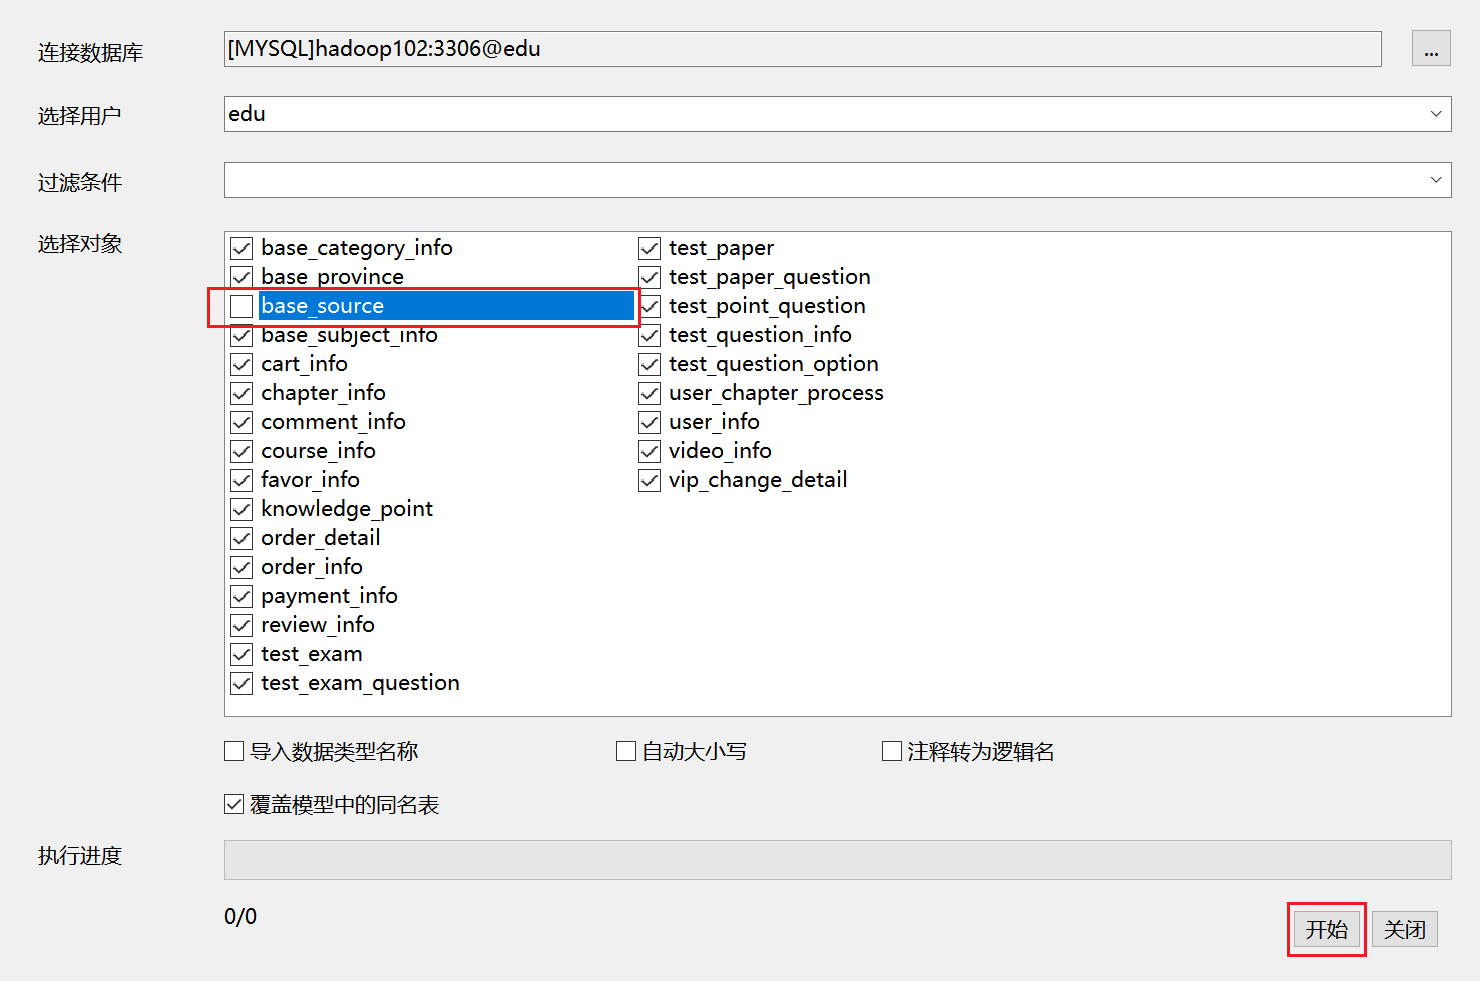 连接数据库 [MYSQL]hadoop102:3306@edu ...
选择用户 edu
过滤条件
选择对象
base_category_info test_paper
base_province test_paper_question
base_source test_point_question
base_subject_info test_question_info
cart_info test_question_option
chapter_info user_chapter_process
comment_info user_info
course_info video_info
favor_info vip_change_detail
knowledge_point
order_detail
order_info
payment_info
review_info
test_exam
test_exam_question
导入数据类型名称 自动大小写 注释转为逻辑名
覆盖模型中的同名表
执行进度
0/0
开始 关闭